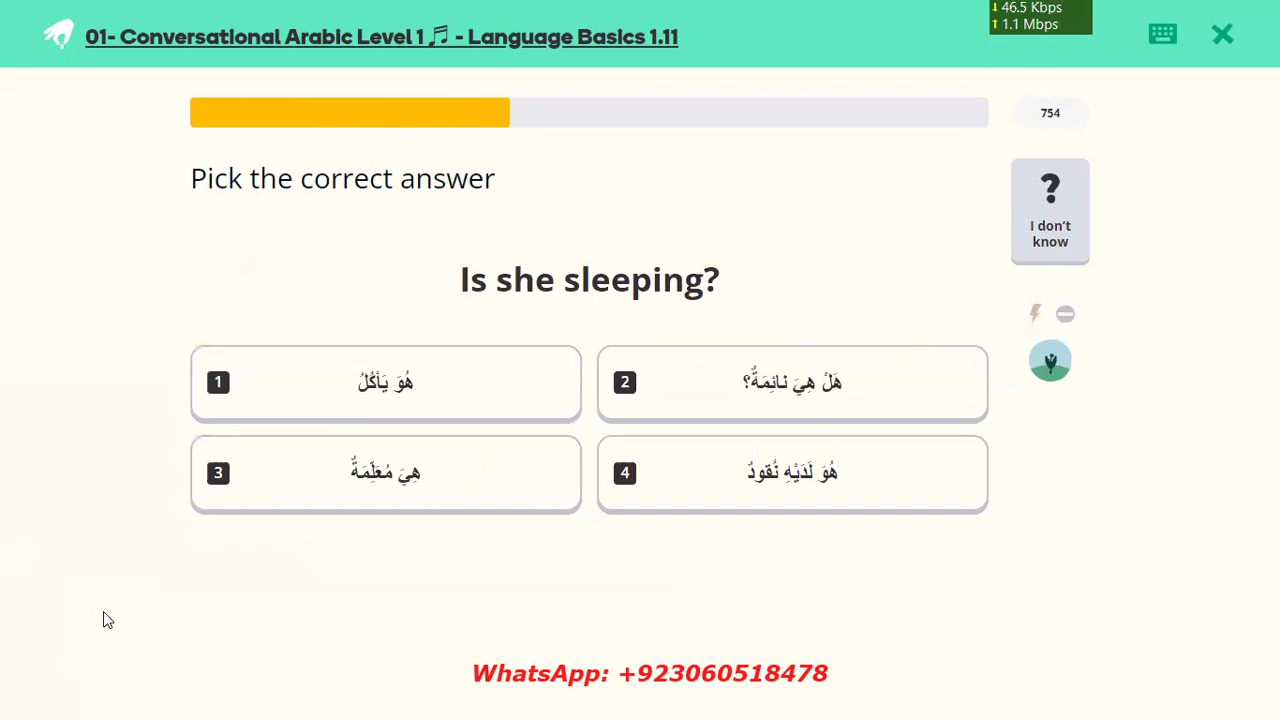 ↓ 46.5 Kbps
↑ 1.1 Mbps
01- Conversational Arabic Level 1 🎵 - Language Basics 1.11
754
Pick the correct answer
?
I don't
know
Is she sleeping?
1 هُوَ يَأكُلُ
2 هَلْ هِيَ نائِمَةٌ؟
3 هِيَ مُعَلِّمَةٌ
4 هُوَ لَدَيْهِ نُقودٌ
WhatsApp: +923060518478